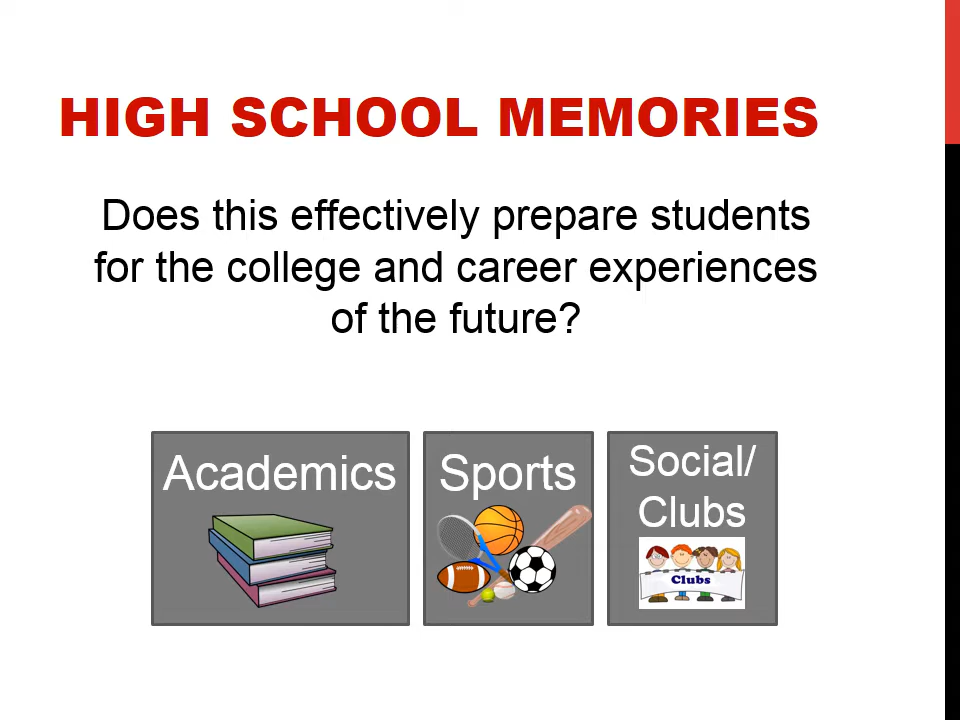 HIGH SCHOOL MEMORIES
Does this effectively prepare students
for the college and career experiences
of the future?
Academics
Sports
Social/
Clubs
Clubs